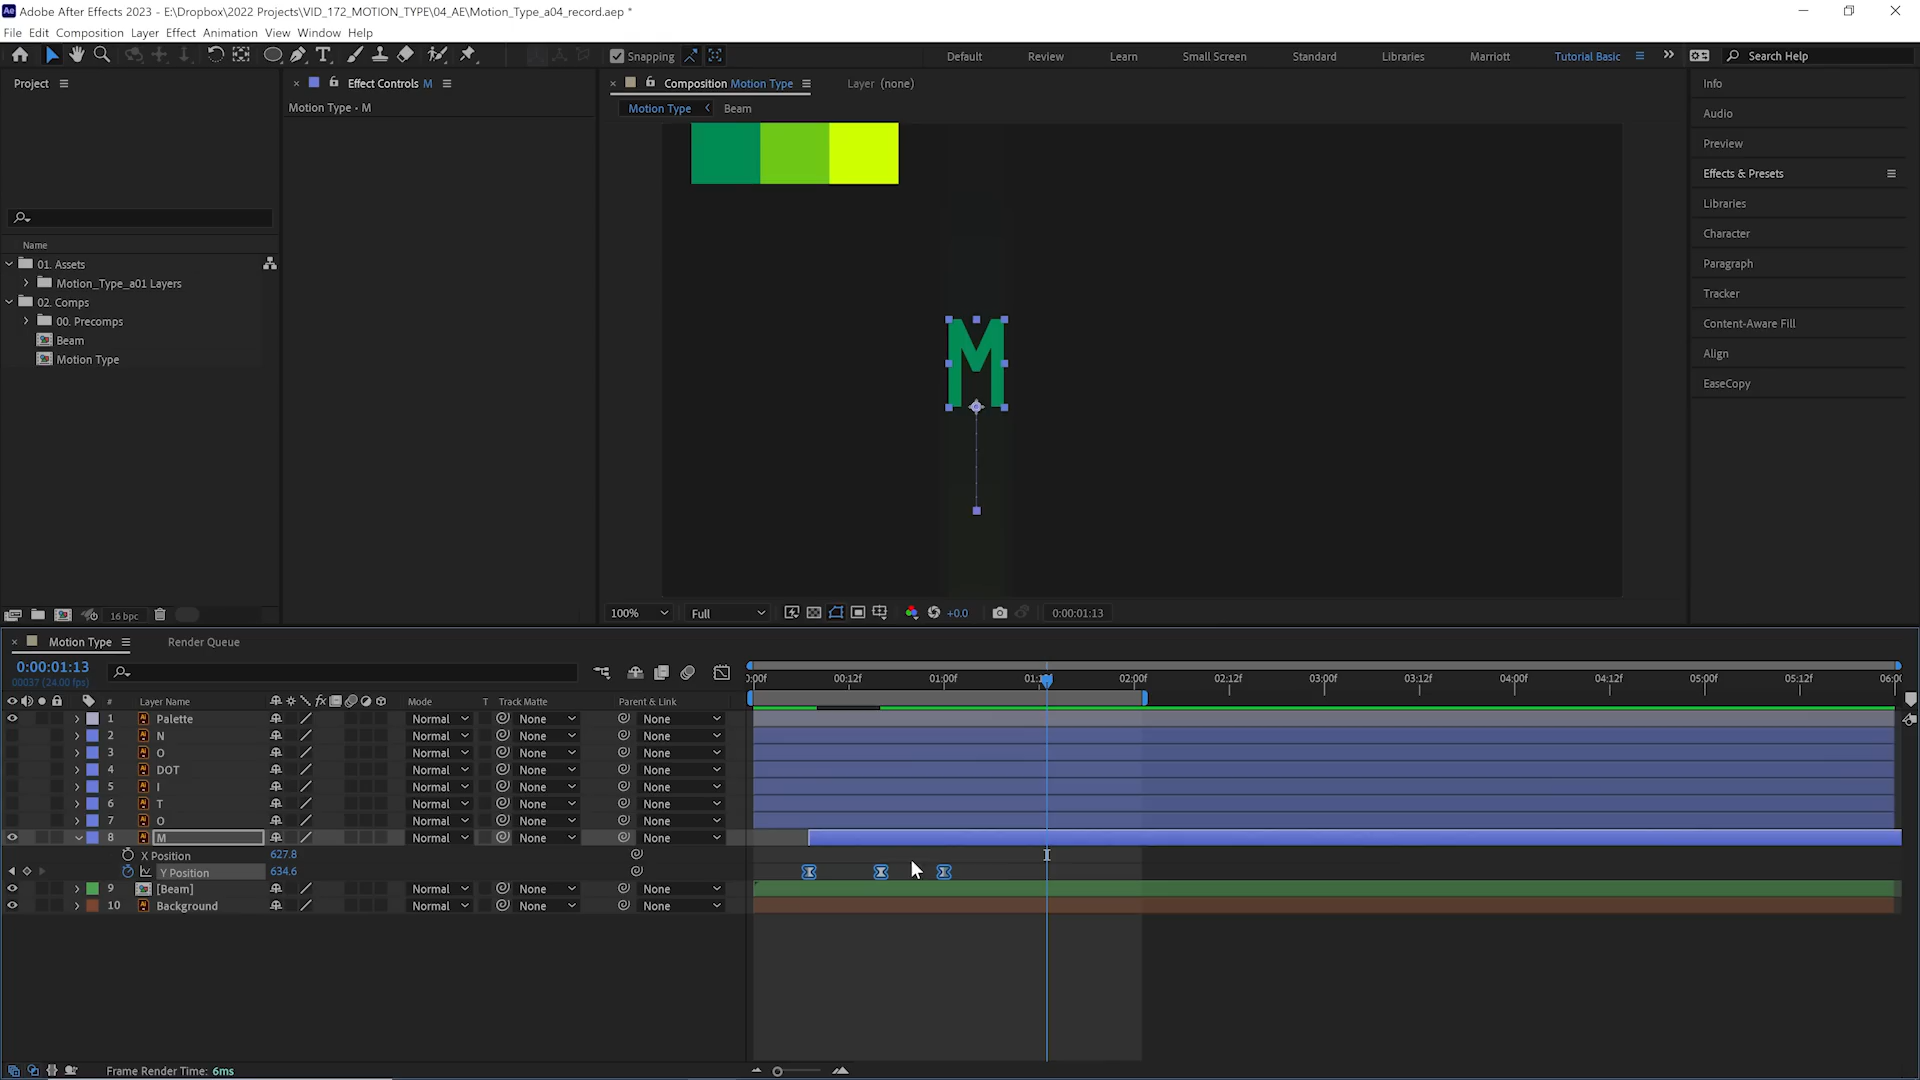 Adobe After Effects 2023 - E:\Dropbox\2022 Projects\VID_172_MOTION_TYPE\04_AE\Motion_Type_a04_record.aep *
File Edit Composition Layer Effect Animation View Window Help
Snapping
Default Review Learn Small Screen Standard Libraries Marriott Tutorial Basic
Search Help
Project
Effect Controls M
Composition Motion Type
Layer (none)
Motion Type - M
Motion Type Beam
Info
Audio
Preview
Effects & Presets
Libraries
Character
Paragraph
Tracker
Content-Aware Fill
Align
EaseCopy
Name
01. Assets
Motion_Type_a01 Layers
02. Comps
00. Precomps
Beam
Motion Type
M
16 bpc
100% Full +0.0 0:00:01:13
Motion Type Render Queue
0:00:01:13
00037 (24.00 fps)
# Layer Name fx Mode T Track Matte Parent & Link
00:12f 01:00f 02:00f 02:12f 03:00f 03:12f 04:00f 04:12f 05:00f 05:12f
1 Palette Normal None None
2 N Normal None None
3 O Normal None None
4 DOT Normal None None
5 I Normal None None
6 T Normal None None
7 O Normal None None
8 M Normal None None
X Position 627.8
Y Position 634.6
9 [Beam] Normal None None
10 Background Normal None None
Frame Render Time: 6ms